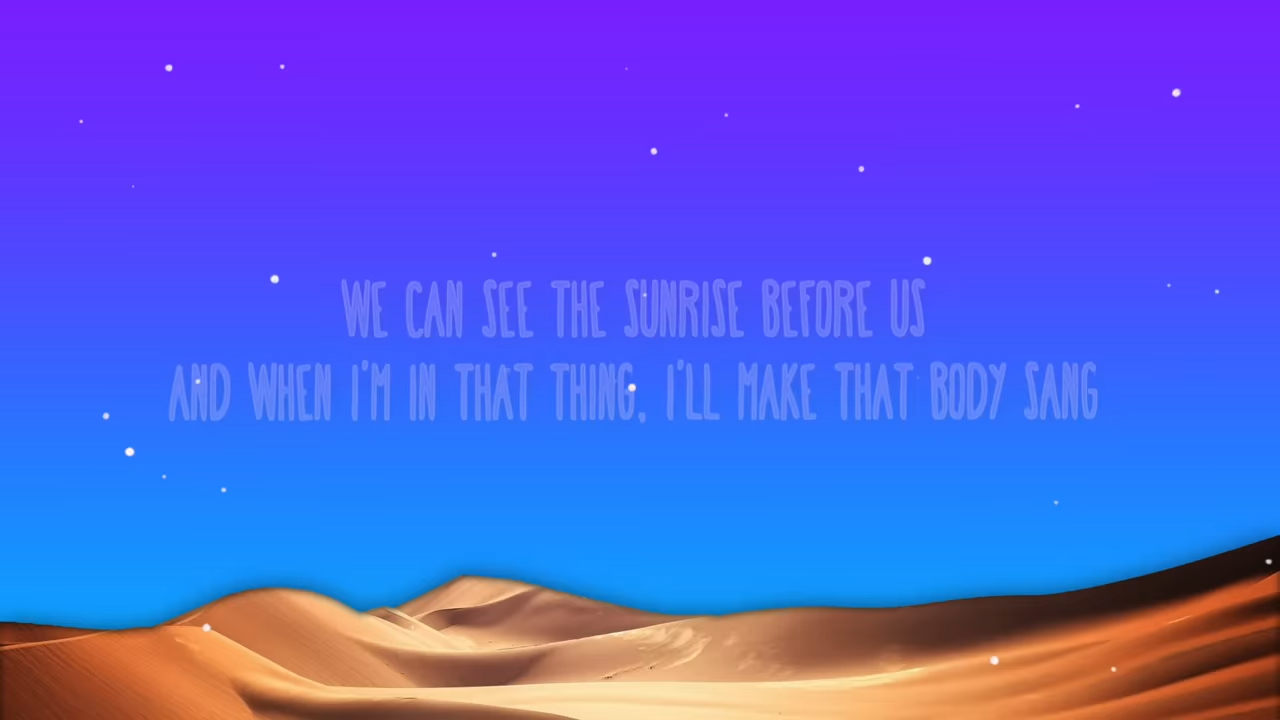 WE CAN SEE THE SUNRISE BEFORE US
AND WHEN I'M IN THAT THING, I'LL MAKE THAT BODY SANG